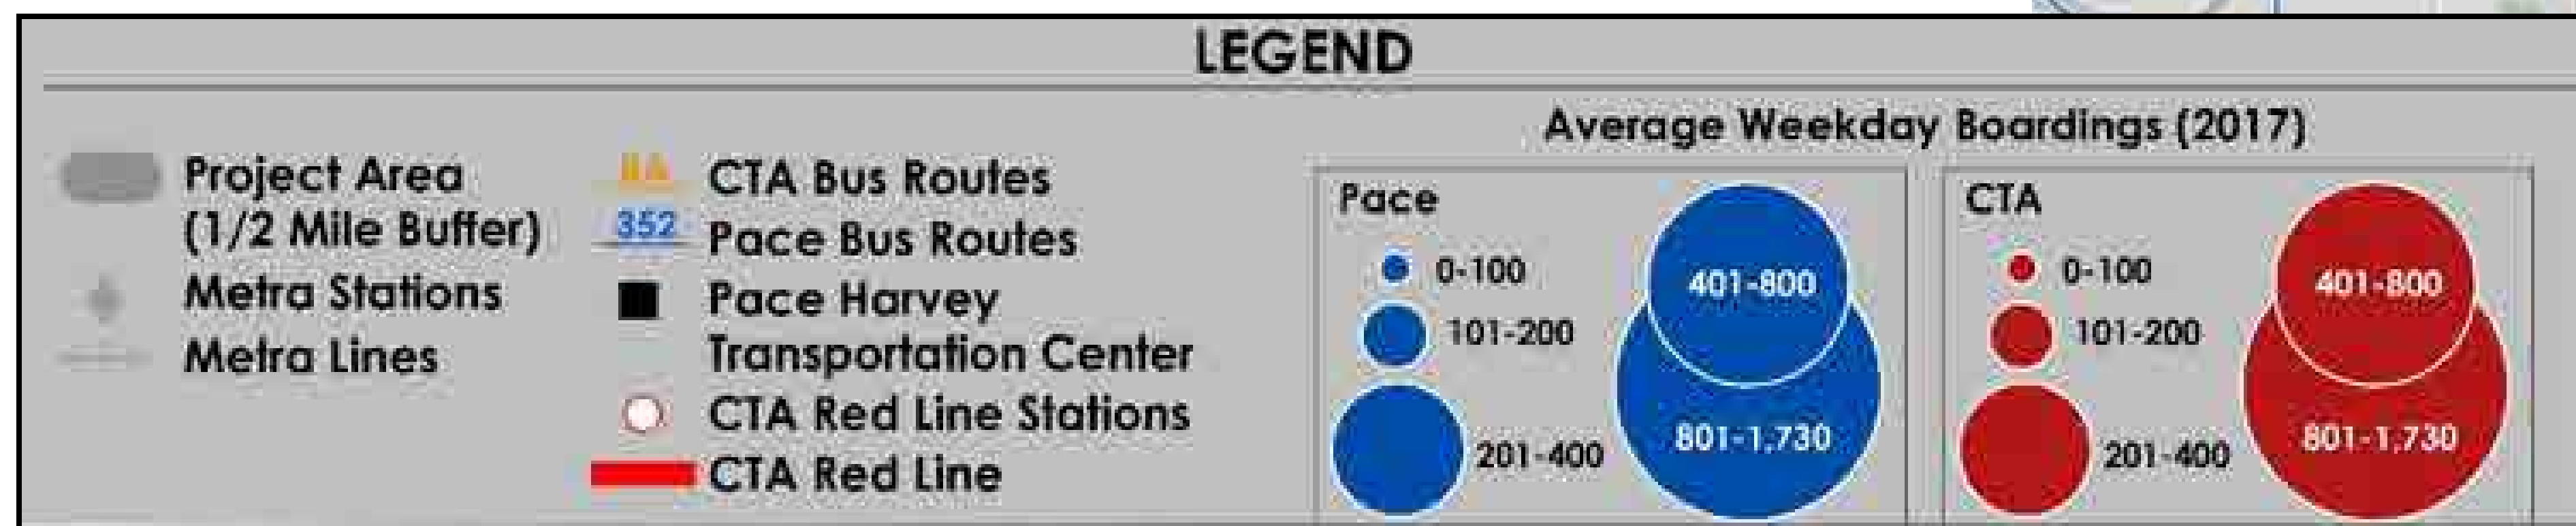 LEGEND
Project Area
(1/2 Mile Buffer)
Metra Stations
Metra Lines
CTA Bus Routes
352 Pace Bus Routes
Pace Harvey
Transportation Center
CTA Red Line Stations
CTA Red Line
Average Weekday Boardings (2017)
Pace
0-100
101-200
201-400
401-800
801-1,730
CTA
0-100
101-200
201-400
401-800
801-1,730